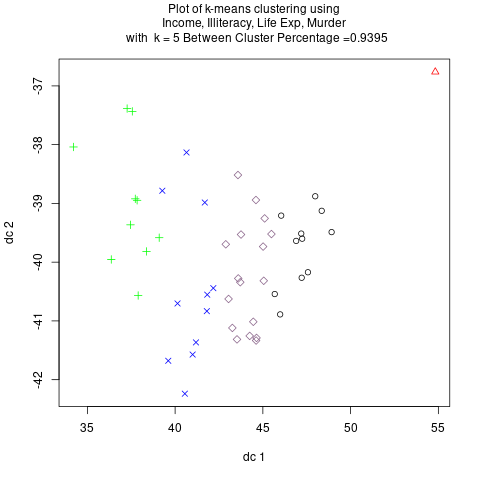 Plot of k-means clustering using
Income, Illiteracy, Life Exp, Murder
with k = 5 Between Cluster Percentage =0.9395
-37
-38
-39
-40
-41
-42
dc 2
35 40 45 50 55
dc 1